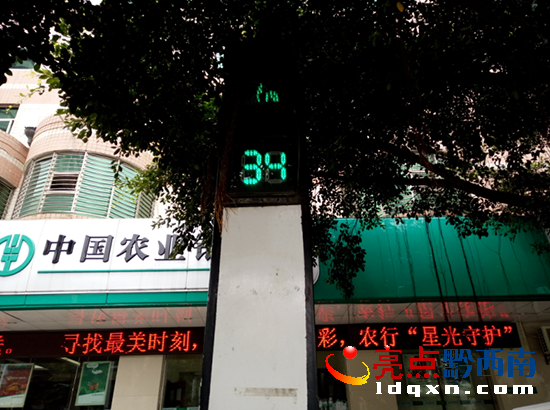 34
中国农业
寻找最美时刻，
彩，农行“星光守护”
亮点黔西南
ldqxn.com